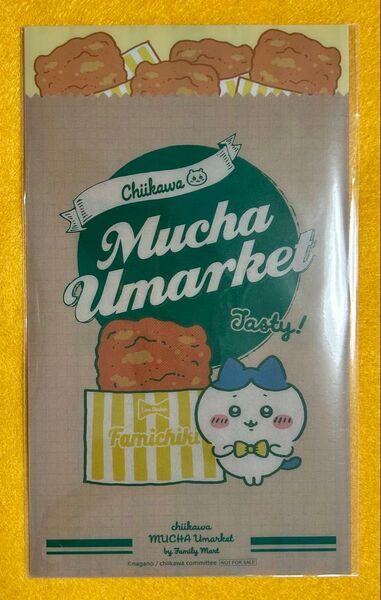 Chiikawa
Mucha
Umarket
Tasty!
Famichiki
chiikawa
MUCHA Umarket
by Family Mart
©nagano / chiikawa committee NOT FOR SALE